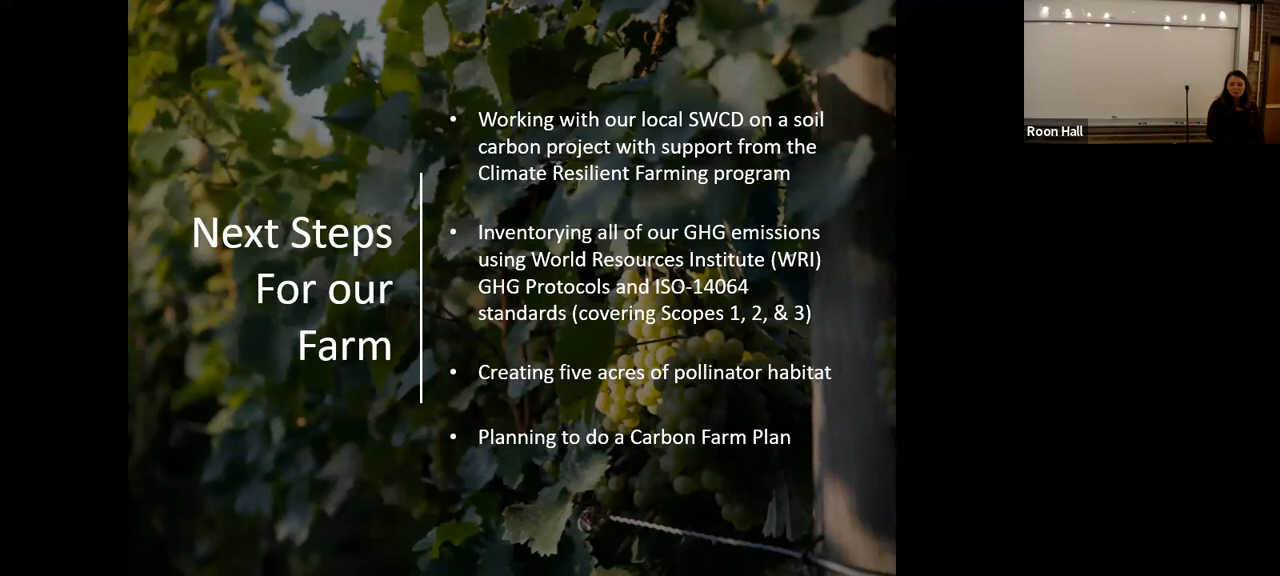 Next Steps
For our
Farm
• Working with our local SWCD on a soil
carbon project with support from the
Climate Resilient Farming program
• Inventorying all of our GHG emissions
using World Resources Institute (WRI)
GHG Protocols and ISO-14064
standards (covering Scopes 1, 2, & 3)
• Creating five acres of pollinator habitat
• Planning to do a Carbon Farm Plan
Roon Hall